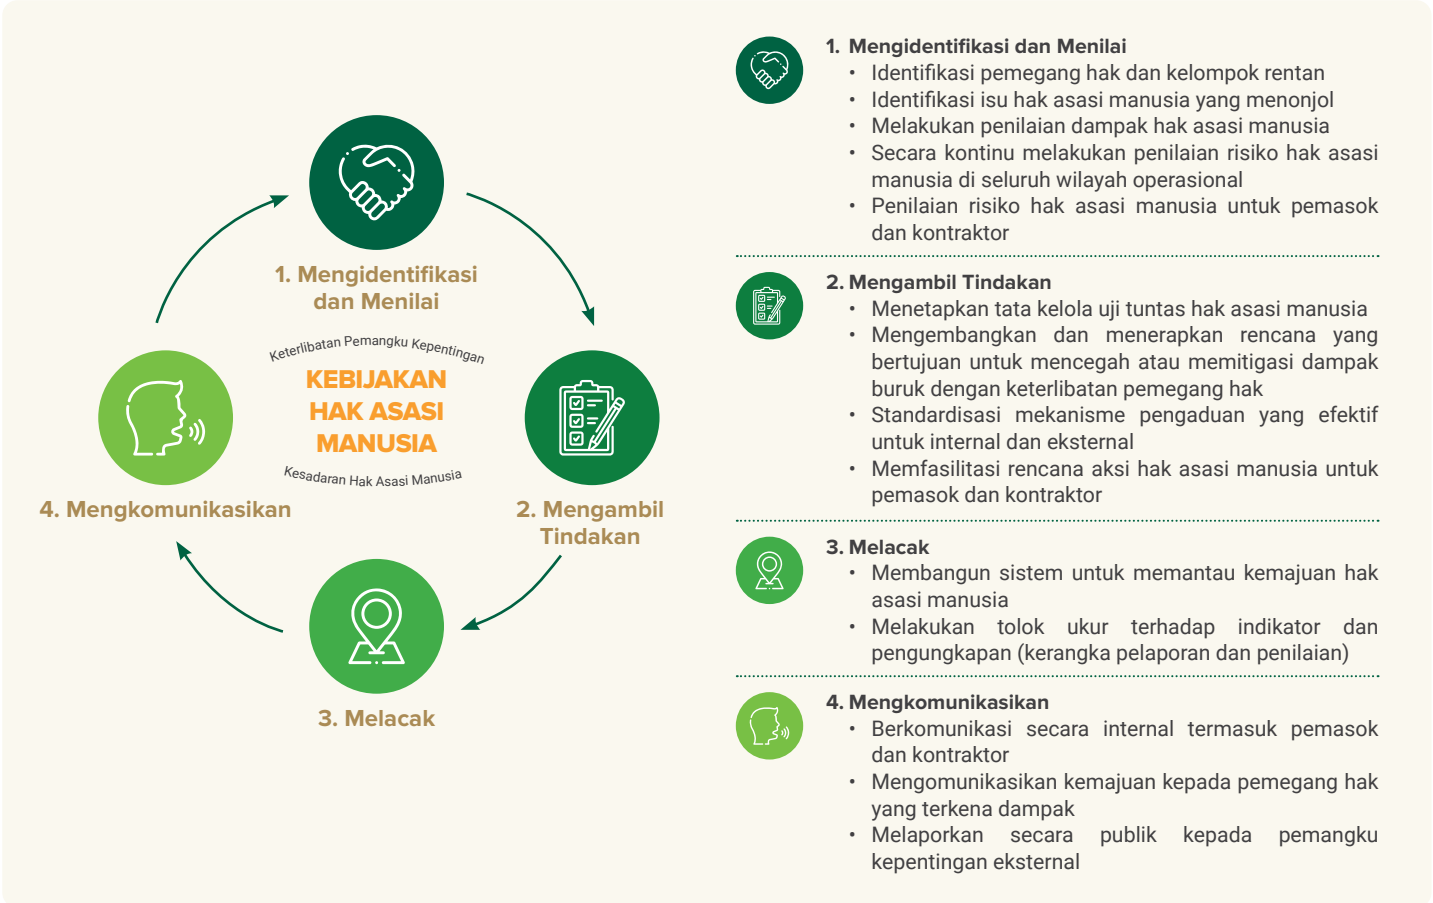 1. Mengidentifikasi
dan Menilai
Keterlibatan Pemangku Kepentingan
KEBIJAKAN
HAK ASASI
MANUSIA
Kesadaran Hak Asasi Manusia
4. Mengkomunikasikan
2. Mengambil
Tindakan
3. Melacak
1. Mengidentifikasi dan Menilai
• Identifikasi pemegang hak dan kelompok rentan
• Identifikasi isu hak asasi manusia yang menonjol
• Melakukan penilaian dampak hak asasi manusia
• Secara kontinu melakukan penilaian risiko hak asasi
manusia di seluruh wilayah operasional
• Penilaian risiko hak asasi manusia untuk pemasok
dan kontraktor
2. Mengambil Tindakan
• Menetapkan tata kelola uji tuntas hak asasi manusia
• Mengembangkan dan menerapkan rencana yang
bertujuan untuk mencegah atau memitigasi dampak
buruk dengan keterlibatan pemegang hak
• Standardisasi mekanisme pengaduan yang efektif
untuk internal dan eksternal
• Memfasilitasi rencana aksi hak asasi manusia untuk
pemasok dan kontraktor
3. Melacak
• Membangun sistem untuk memantau kemajuan hak
asasi manusia
• Melakukan tolok ukur terhadap indikator dan
pengungkapan (kerangka pelaporan dan penilaian)
4. Mengkomunikasikan
• Berkomunikasi secara internal termasuk pemasok
dan kontraktor
• Mengomunikasikan kemajuan kepada pemegang hak
yang terkena dampak
• Melaporkan secara publik kepada pemangku
kepentingan eksternal